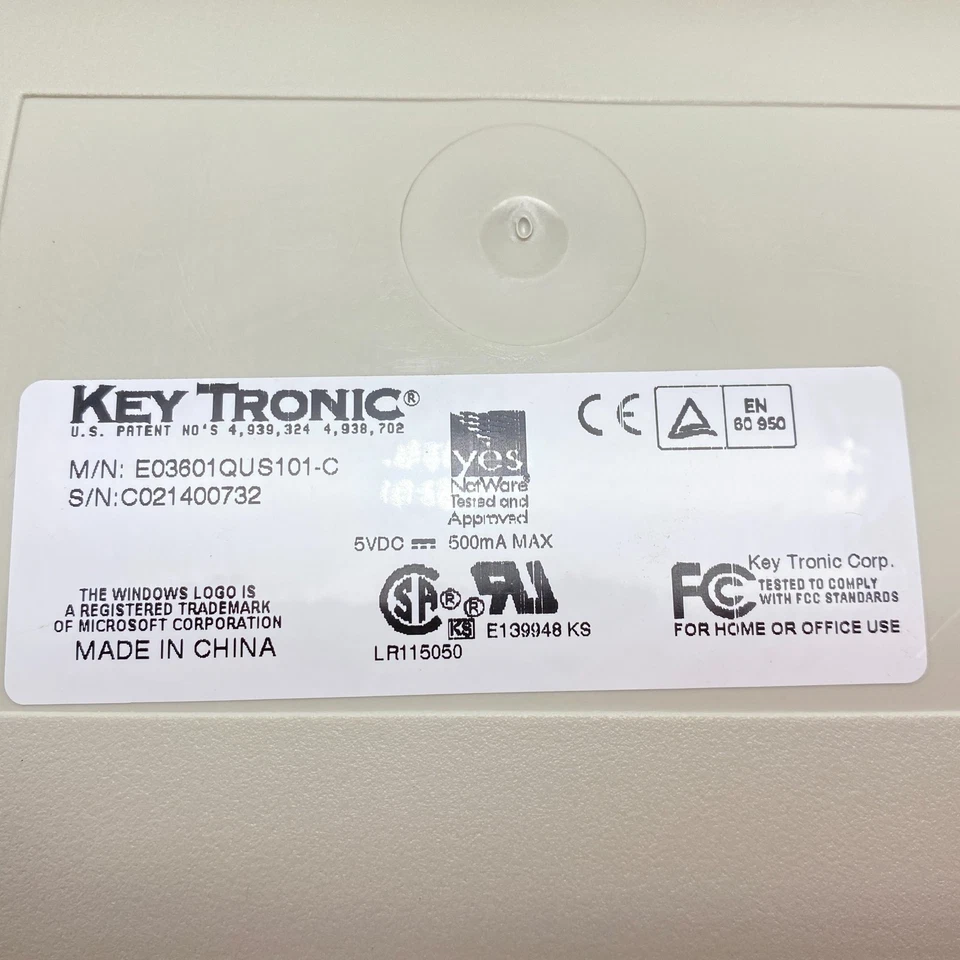 KEY TRONIC®
U.S. PATENT NO'S 4,939,324 4,938,702
M/N: E03601QUS101-C
S/N:C021400732
yes
NetWare
Tested and
Approved
CE
EN
60 950
5VDC ⎓ 500mA MAX
THE WINDOWS LOGO IS
A REGISTERED TRADEMARK
OF MICROSOFT CORPORATION
MADE IN CHINA
SA® ®
KS E139948 KS
LR115050
FC Key Tronic Corp.
TESTED TO COMPLY
WITH FCC STANDARDS
FOR HOME OR OFFICE USE